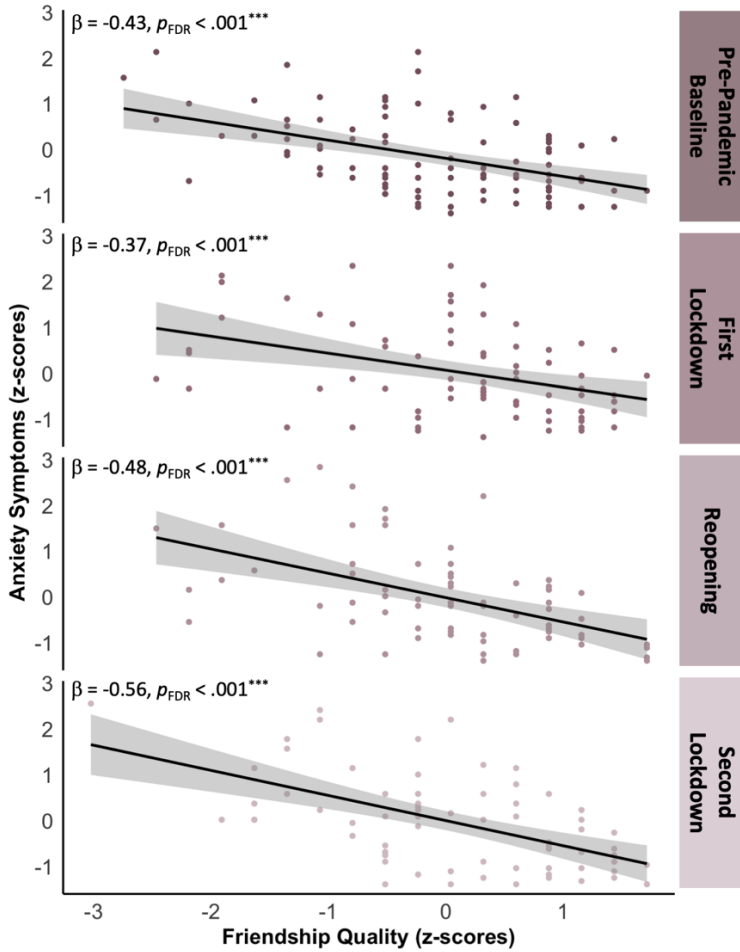 3
β = -0.43, pFDR < .001***
2
1
0
-1
Pre-Pandemic
Baseline
3
β = -0.37, pFDR < .001***
2
1
0
-1
First
Lockdown
3
β = -0.48, pFDR < .001***
2
1
0
-1
Reopening
3
β = -0.56, pFDR < .001***
2
1
0
-1
Second
Lockdown
Anxiety Symptoms (z-scores)
-3 -2 -1 0 1
Friendship Quality (z-scores)